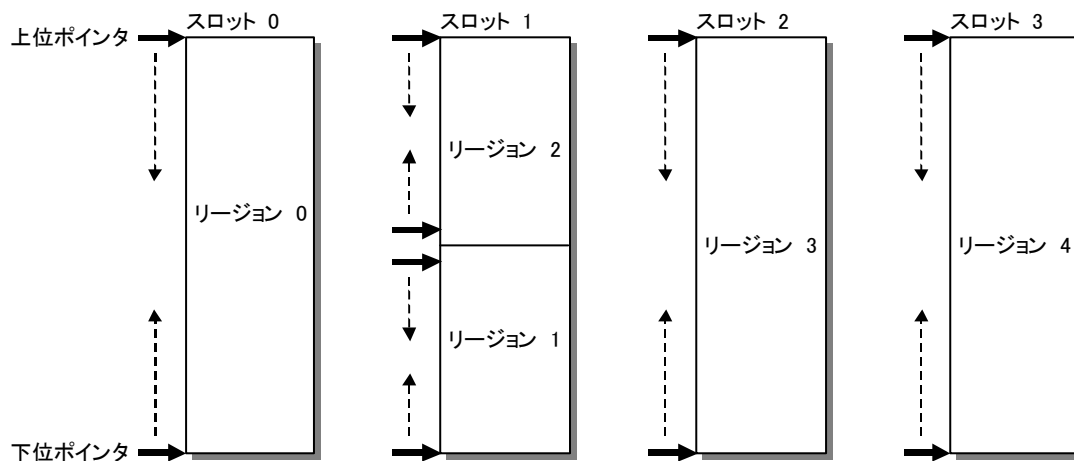 スロット 0
スロット 1
スロット 2
スロット 3
上位ポインタ
リージョン 2
リージョン 0
リージョン 3
リージョン 4
リージョン 1
下位ポインタ